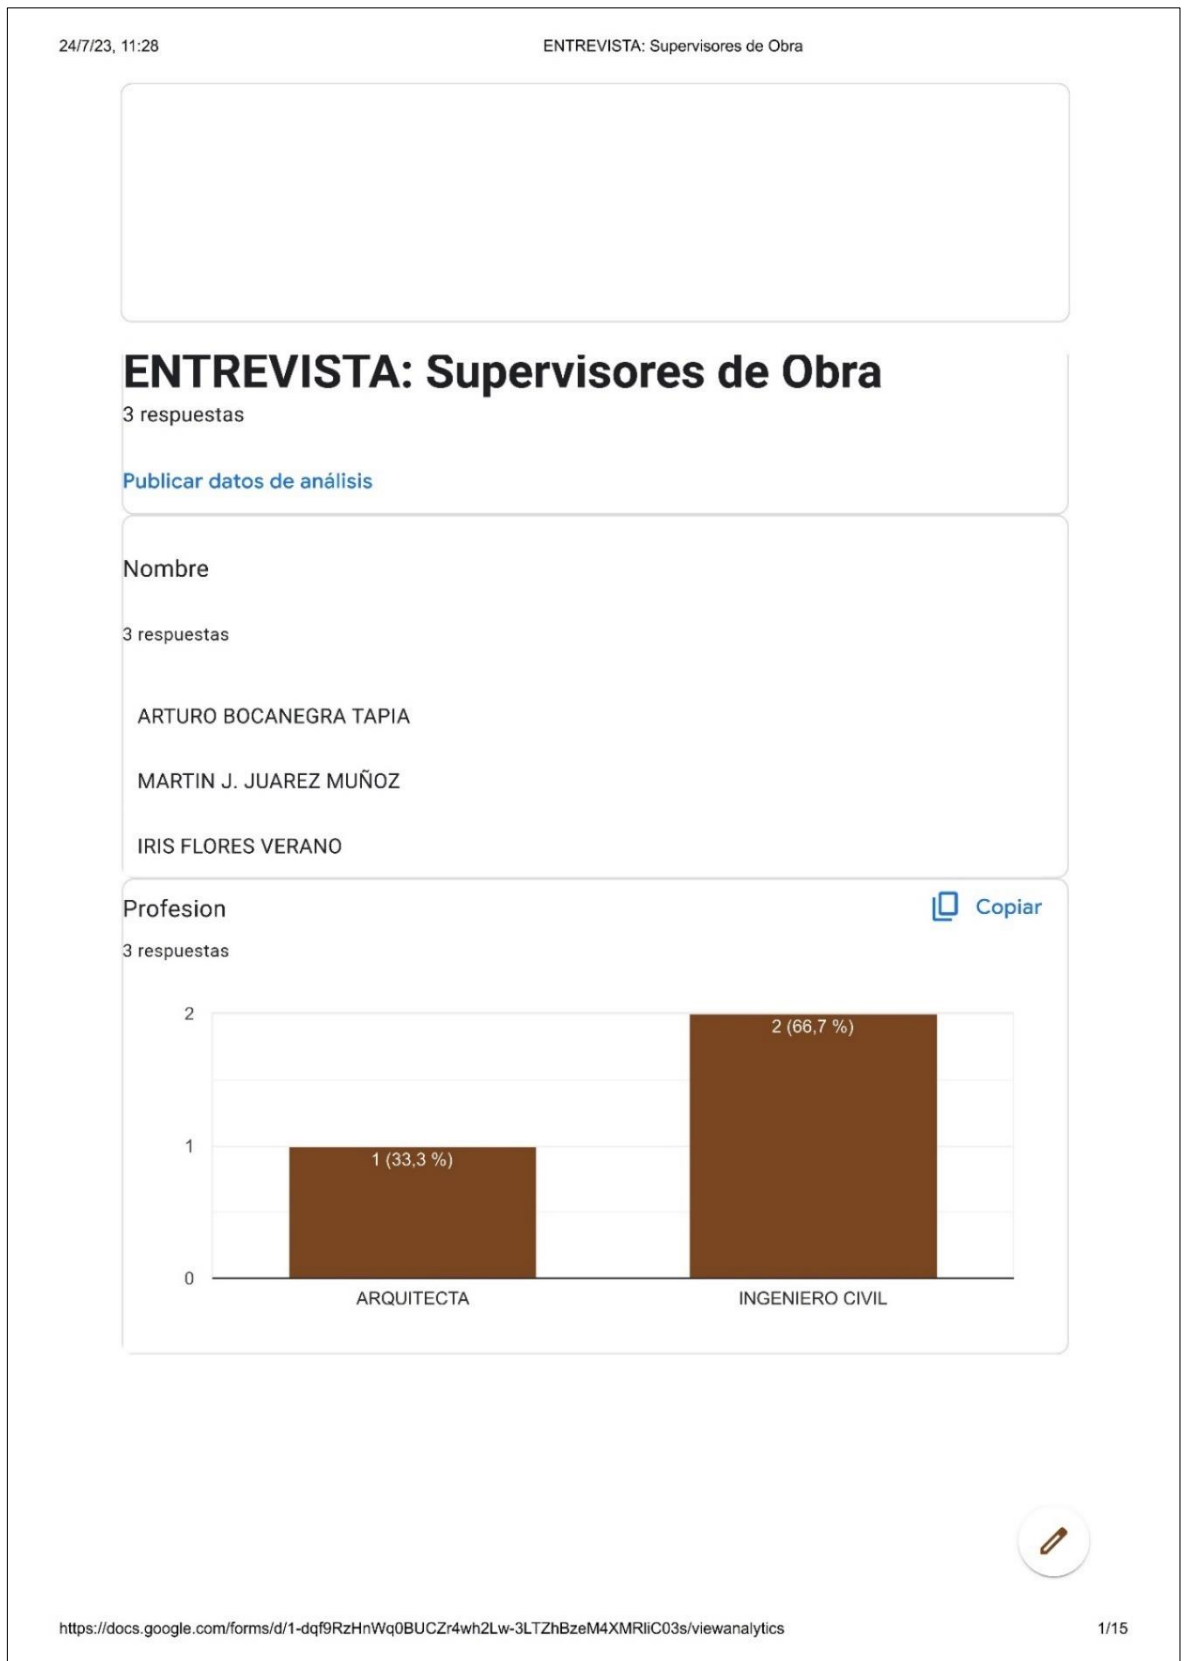 24/7/23, 11:28 ENTREVISTA: Supervisores de Obra
ENTREVISTA: Supervisores de Obra
3 respuestas
Publicar datos de análisis
Nombre
3 respuestas
ARTURO BOCANEGRA TAPIA
MARTIN J. JUAREZ MUÑOZ
IRIS FLORES VERANO
Profesion
Copiar
3 respuestas
2
2 (66,7 %)
1
1 (33,3 %)
0
ARQUITECTA INGENIERO CIVIL
https://docs.google.com/forms/d/1-dqf9RzHnWq0BUCZr4wh2Lw-3LTZhBzeM4XMRliC03s/viewanalytics 1/15